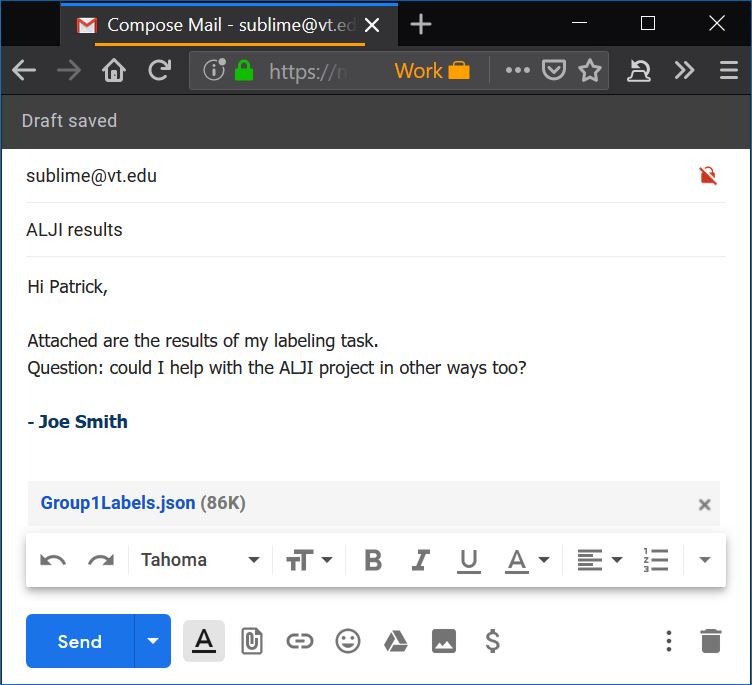 Compose Mail - sublime@vt.ed
https://m
Work
Draft saved
sublime@vt.edu
ALJI results
Hi Patrick,
Attached are the results of my labeling task.
Question: could I help with the ALJI project in other ways too?
- Joe Smith
Group1Labels.json (86K)
Tahoma
Send